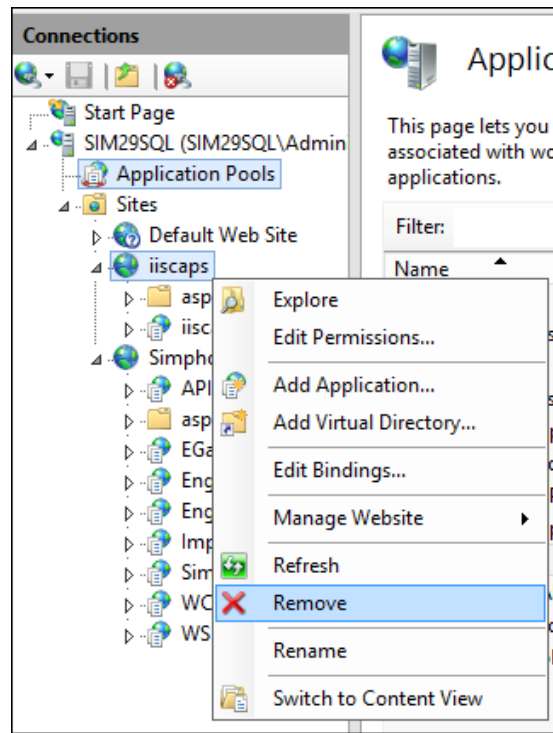 Connections
Applic
Start Page
This page lets you
SIM29SQL (SIM29SQL\Admin
associated with wo
Application Pools
applications.
Sites
Filter:
Default Web Site
iiscaps
Name
asp
Explore
iisca
Edit Permissions...
Simpho
API
Add Application...
asp
Add Virtual Directory...
EGa
Edit Bindings...
Eng
Eng
Manage Website
Imp
Sim
Refresh
WC
Remove
WS
Rename
Switch to Content View